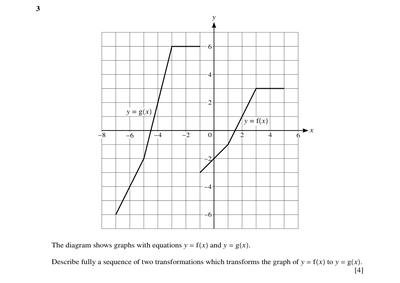 3
y
6
4
y = g(x)
2
y = f(x)
−8 −6 −4 −2 0 2 4 6 x
−2
−4
−6
The diagram shows graphs with equations y = f(x) and y = g(x).
Describe fully a sequence of two transformations which transforms the graph of y = f(x) to y = g(x).
[4]